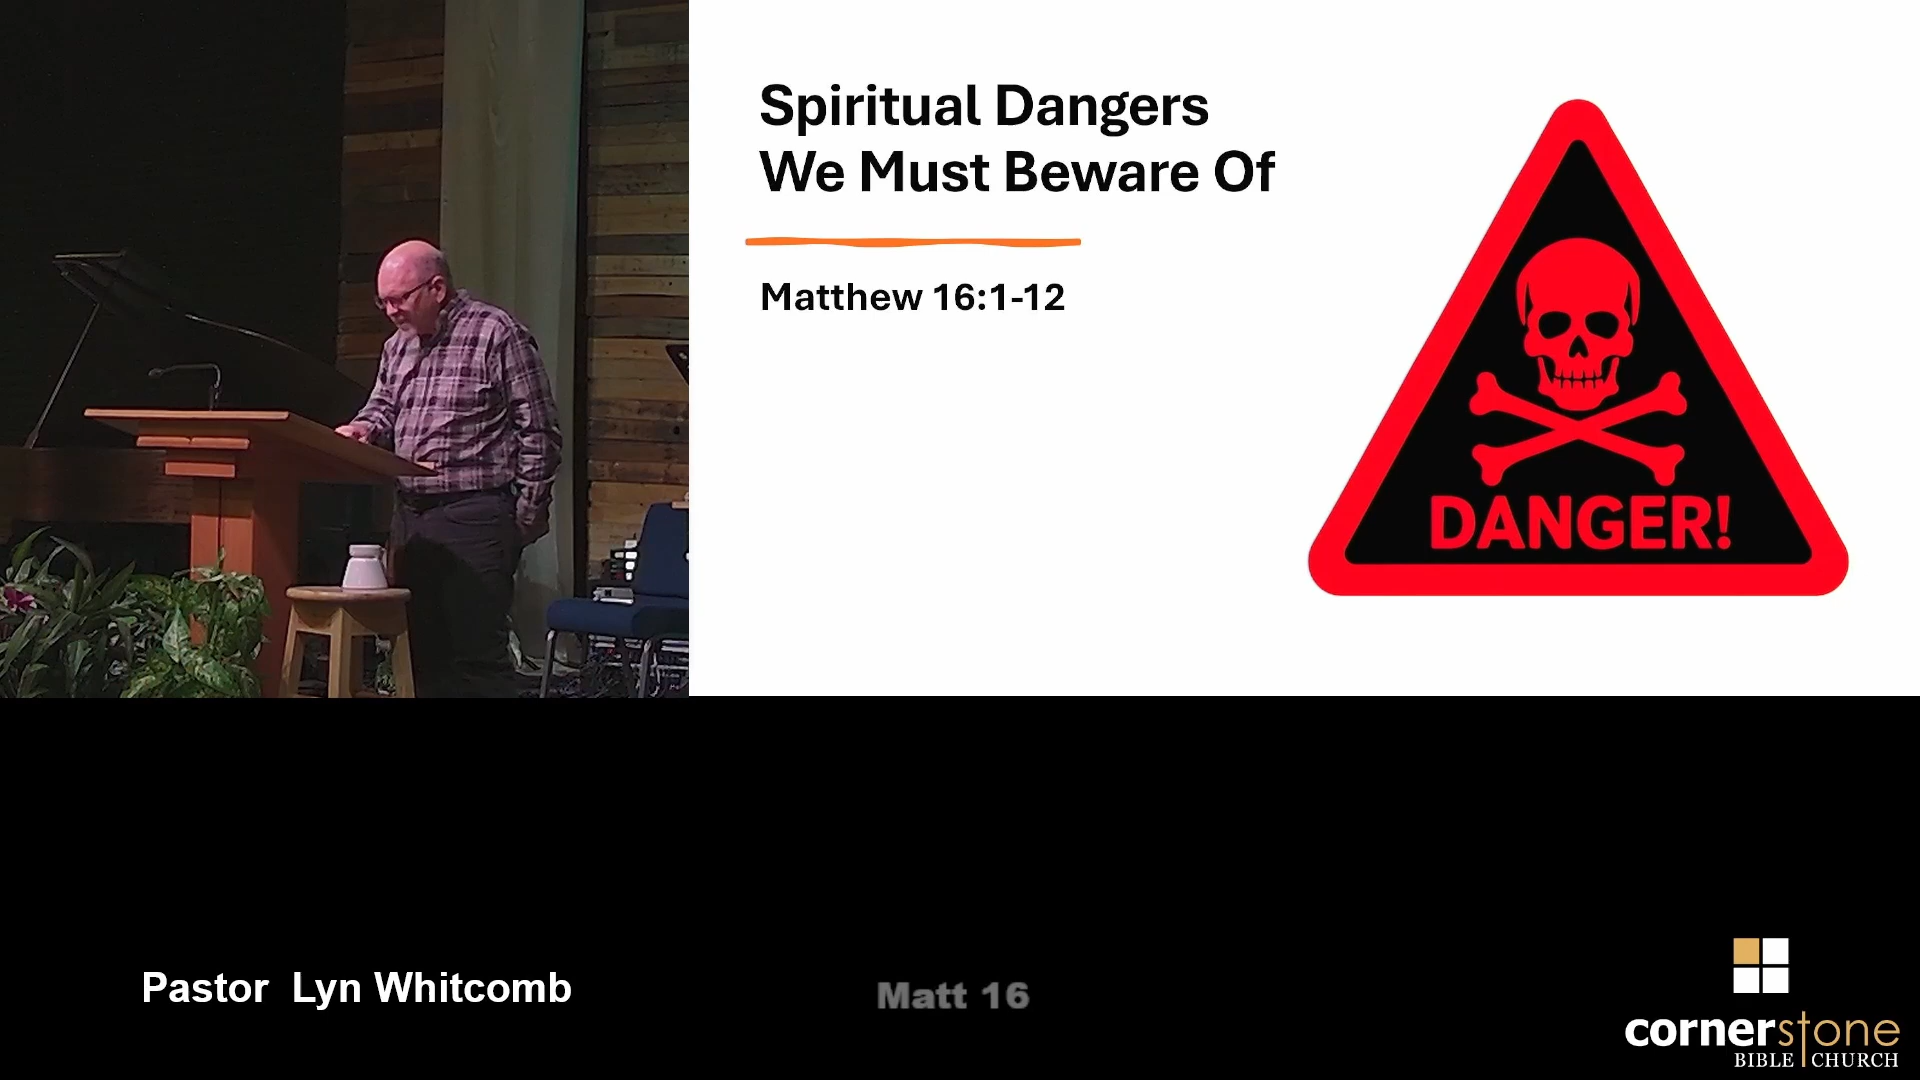 Spiritual Dangers
We Must Beware Of
Matthew 16:1-12
DANGER!
Pastor Lyn Whitcomb
Matt 16
cornerstone
BIBLE CHURCH